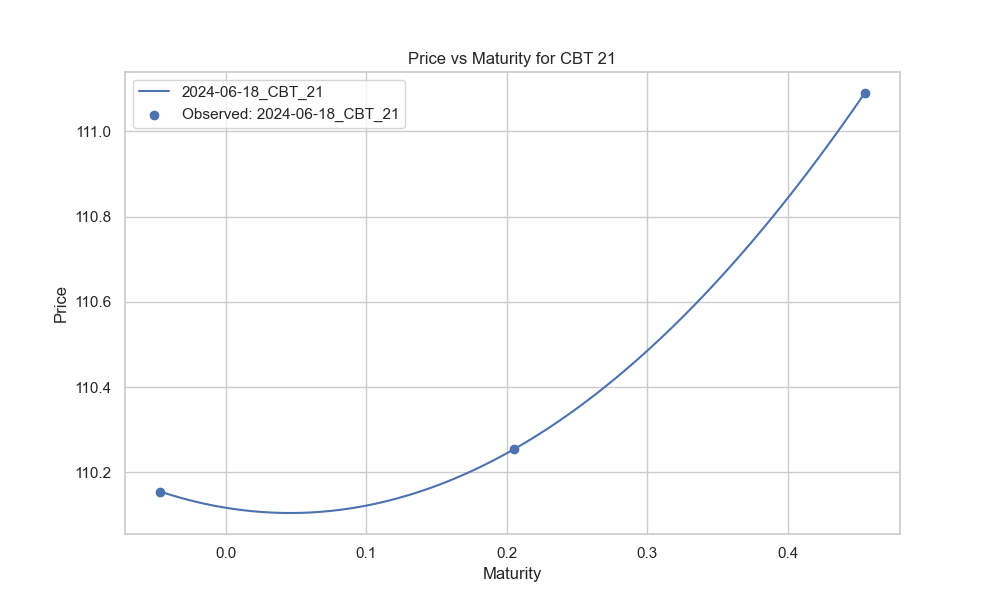 Price vs Maturity for CBT 21
2024-06-18_CBT_21
Observed: 2024-06-18_CBT_21
111.0
110.8
110.6
110.4
110.2
Price
0.0
0.1
0.2
0.3
0.4
Maturity